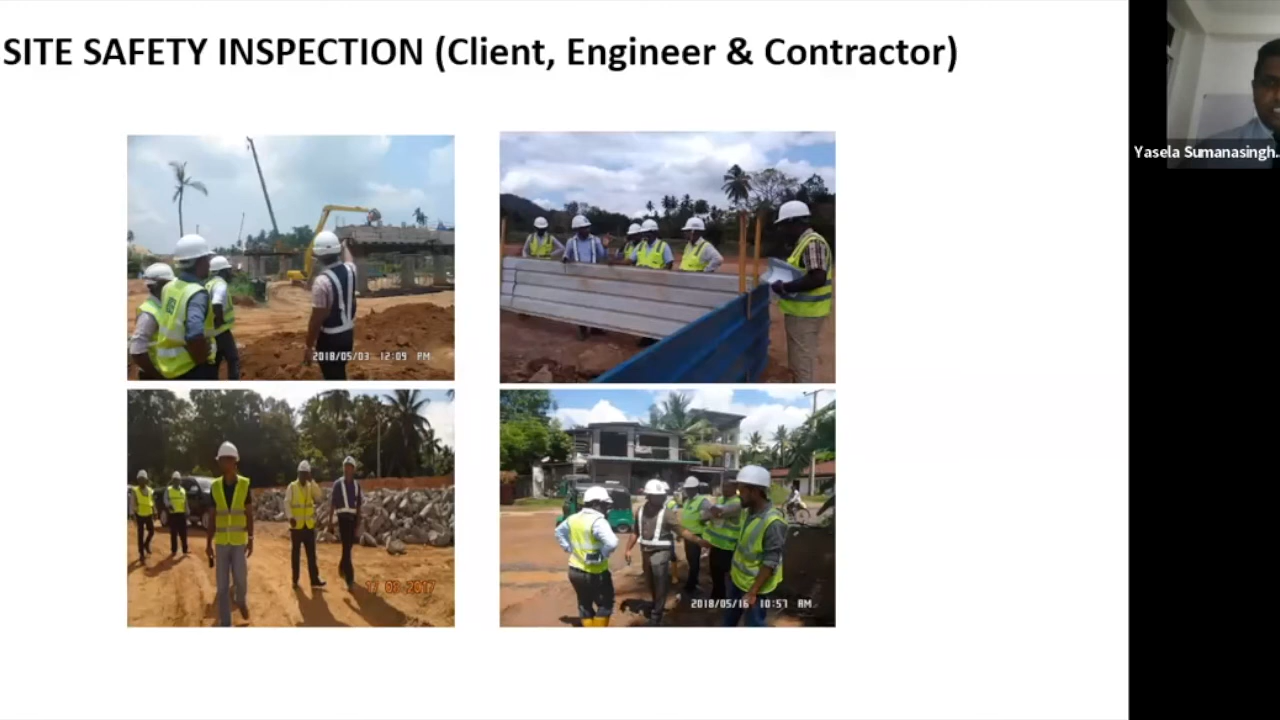 SITE SAFETY INSPECTION (Client, Engineer & Contractor)
Yasela Sumanasingh...
2018/05/03 12:09 PM
2018/05/16 10:57 AM